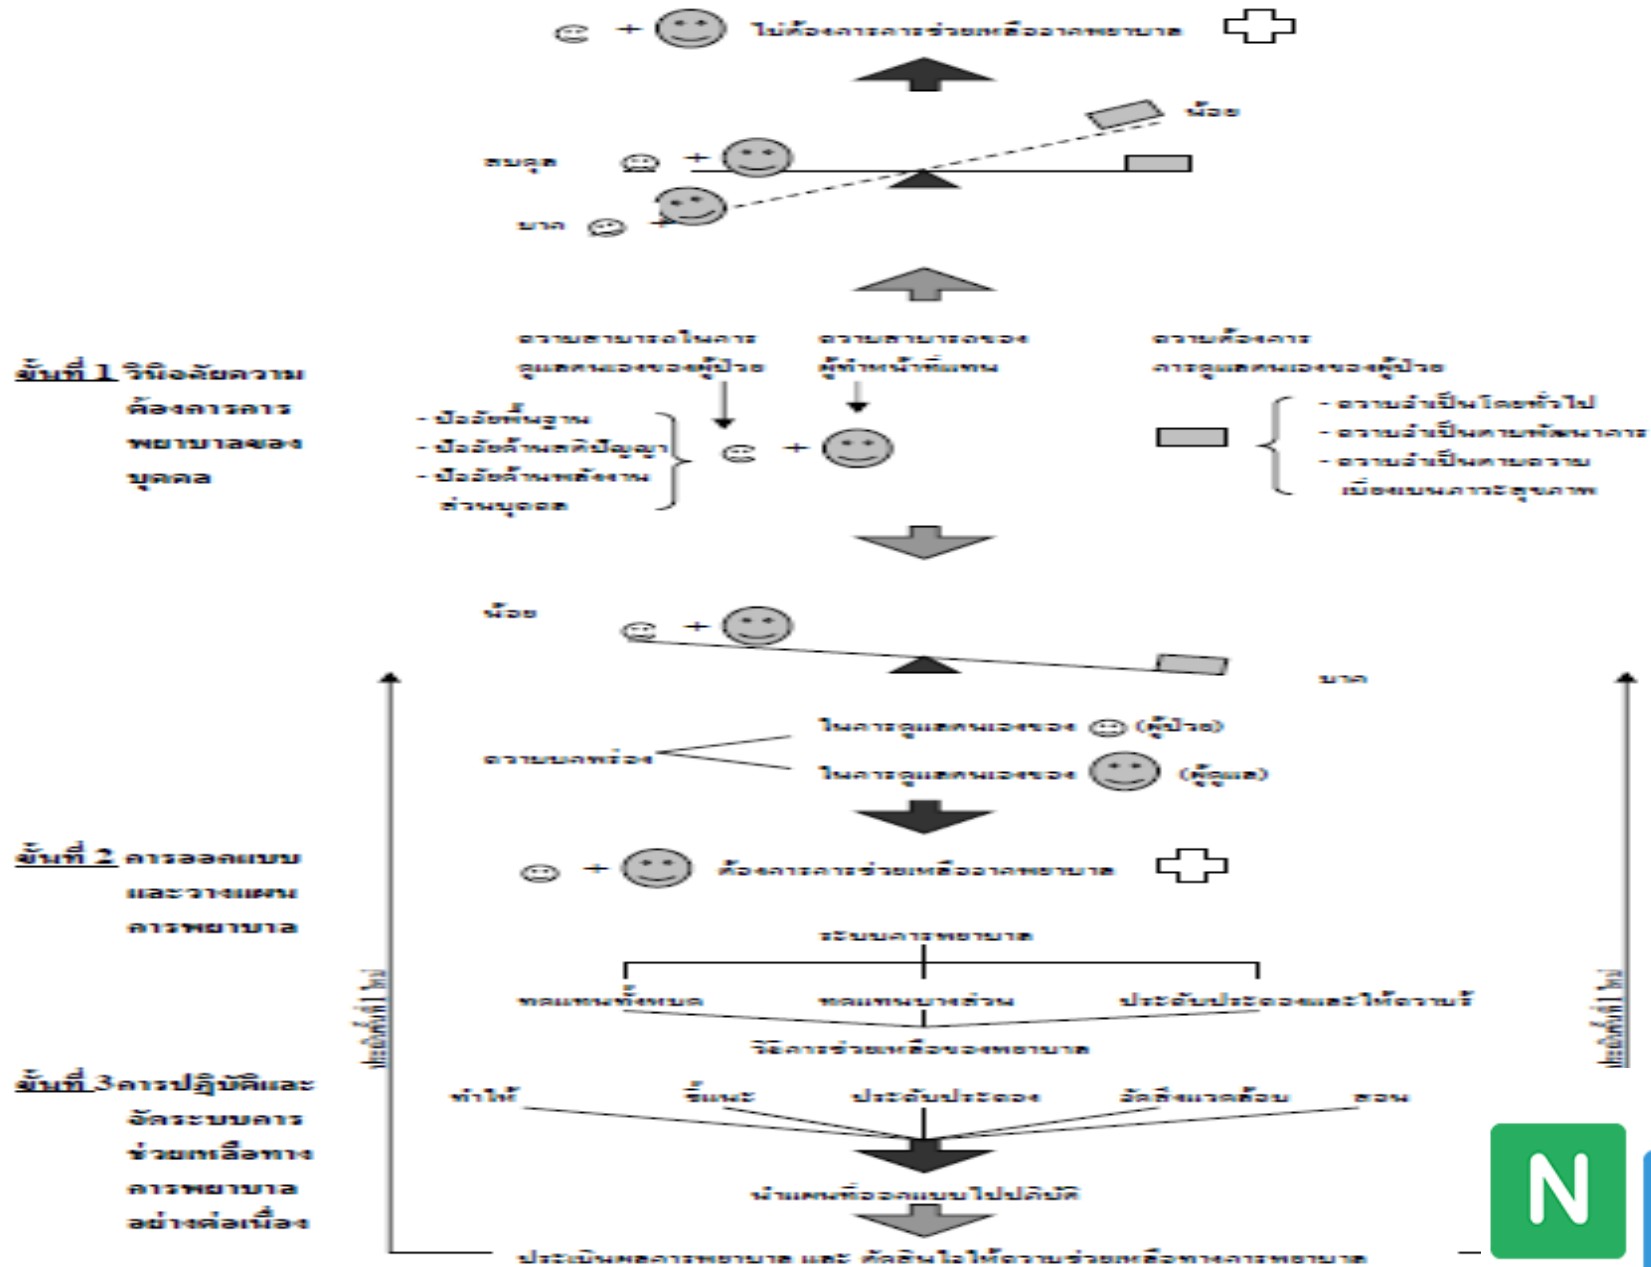 + ไม่ต้องการการช่วยเหลือจากพยาบาล
น้อย
สมดุล +
มาก +
ความสามารถในการ
ดูแลตนเองของผู้ป่วย
ความสามารถของ
ผู้ทำหน้าที่แทน
ความต้องการ
การดูแลตนเองของผู้ป่วย
ขั้นที่ 1 วินิจฉัยความ
ต้องการการ
พยาบาลของ
บุคคล
- ปัจจัยพื้นฐาน
- ปัจจัยด้านสติปัญญา
- ปัจจัยด้านพลังงาน
ส่วนบุคคล
+
- ความจำเป็นโดยทั่วไป
- ความจำเป็นตามพัฒนาการ
- ความจำเป็นตามความ
เบี่ยงเบนภาวะสุขภาพ
น้อย +
มาก
ความบกพร่อง
ในการดูแลตนเองของ (ผู้ป่วย)
ในการดูแลตนเองของ (ผู้ดูแล)
ขั้นที่ 2 การออกแบบ
และวางแผน
การพยาบาล
+ ต้องการการช่วยเหลือจากพยาบาล
ระบบการพยาบาล
ทดแทนทั้งหมด ทดแทนบางส่วน ประคับประคองและให้ความรู้
วิธีการช่วยเหลือของพยาบาล
ขั้นที่ 3การปฏิบัติและ
จัดระบบการ
ช่วยเหลือทาง
การพยาบาล
อย่างต่อเนื่อง
ทำให้ ชี้แนะ ประคับประคอง จัดสิ่งแวดล้อม สอน
นำแผนที่ออกแบบไปปฏิบัติ
ประเมินผลการพยาบาล และ ตัดสินใจให้ความช่วยเหลือทางการพยาบาล
N